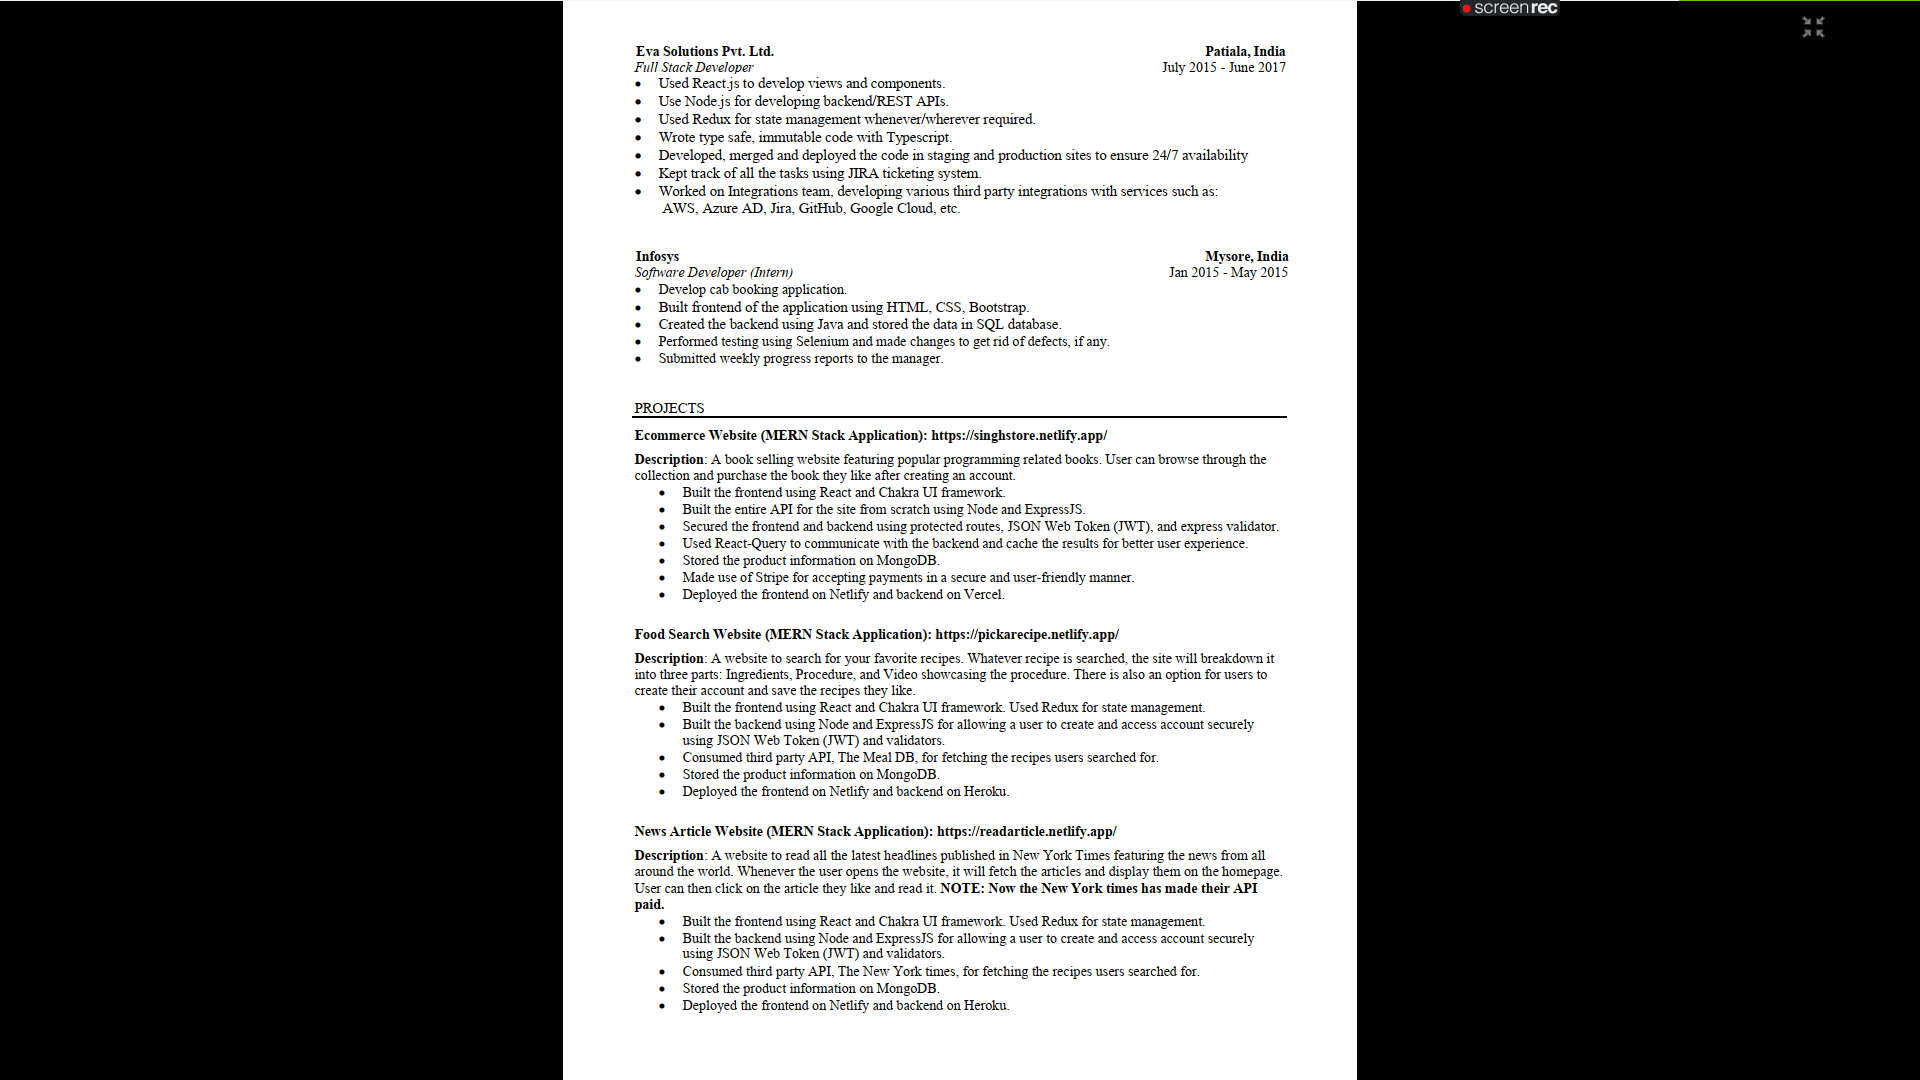 screenrec
Eva Solutions Pvt. Ltd. Patiala, India
Full Stack Developer July 2015 - June 2017
• Used React.js to develop views and components.
• Use Node.js for developing backend/REST APIs.
• Used Redux for state management whenever/wherever required.
• Wrote type safe, immutable code with Typescript.
• Developed, merged and deployed the code in staging and production sites to ensure 24/7 availability
• Kept track of all the tasks using JIRA ticketing system.
• Worked on Integrations team, developing various third party integrations with services such as:
AWS, Azure AD, Jira, GitHub, Google Cloud, etc.
Infosys Mysore, India
Software Developer (Intern) Jan 2015 - May 2015
• Develop cab booking application.
• Built frontend of the application using HTML, CSS, Bootstrap.
• Created the backend using Java and stored the data in SQL database.
• Performed testing using Selenium and made changes to get rid of defects, if any.
• Submitted weekly progress reports to the manager.
PROJECTS
Ecommerce Website (MERN Stack Application): https://singhstore.netlify.app/
Description: A book selling website featuring popular programming related books. User can browse through the
collection and purchase the book they like after creating an account.
• Built the frontend using React and Chakra UI framework.
• Built the entire API for the site from scratch using Node and ExpressJS.
• Secured the frontend and backend using protected routes, JSON Web Token (JWT), and express validator.
• Used React-Query to communicate with the backend and cache the results for better user experience.
• Stored the product information on MongoDB.
• Made use of Stripe for accepting payments in a secure and user-friendly manner.
• Deployed the frontend on Netlify and backend on Vercel.
Food Search Website (MERN Stack Application): https://pickarecipe.netlify.app/
Description: A website to search for your favorite recipes. Whatever recipe is searched, the site will breakdown it
into three parts: Ingredients, Procedure, and Video showcasing the procedure. There is also an option for users to
create their account and save the recipes they like.
• Built the frontend using React and Chakra UI framework. Used Redux for state management.
• Built the backend using Node and ExpressJS for allowing a user to create and access account securely
using JSON Web Token (JWT) and validators.
• Consumed third party API, The Meal DB, for fetching the recipes users searched for.
• Stored the product information on MongoDB.
• Deployed the frontend on Netlify and backend on Heroku.
News Article Website (MERN Stack Application): https://readarticle.netlify.app/
Description: A website to read all the latest headlines published in New York Times featuring the news from all
around the world. Whenever the user opens the website, it will fetch the articles and display them on the homepage.
User can then click on the article they like and read it. NOTE: Now the New York times has made their API
paid.
• Built the frontend using React and Chakra UI framework. Used Redux for state management.
• Built the backend using Node and ExpressJS for allowing a user to create and access account securely
using JSON Web Token (JWT) and validators.
• Consumed third party API, The New York times, for fetching the recipes users searched for.
• Stored the product information on MongoDB.
• Deployed the frontend on Netlify and backend on Heroku.